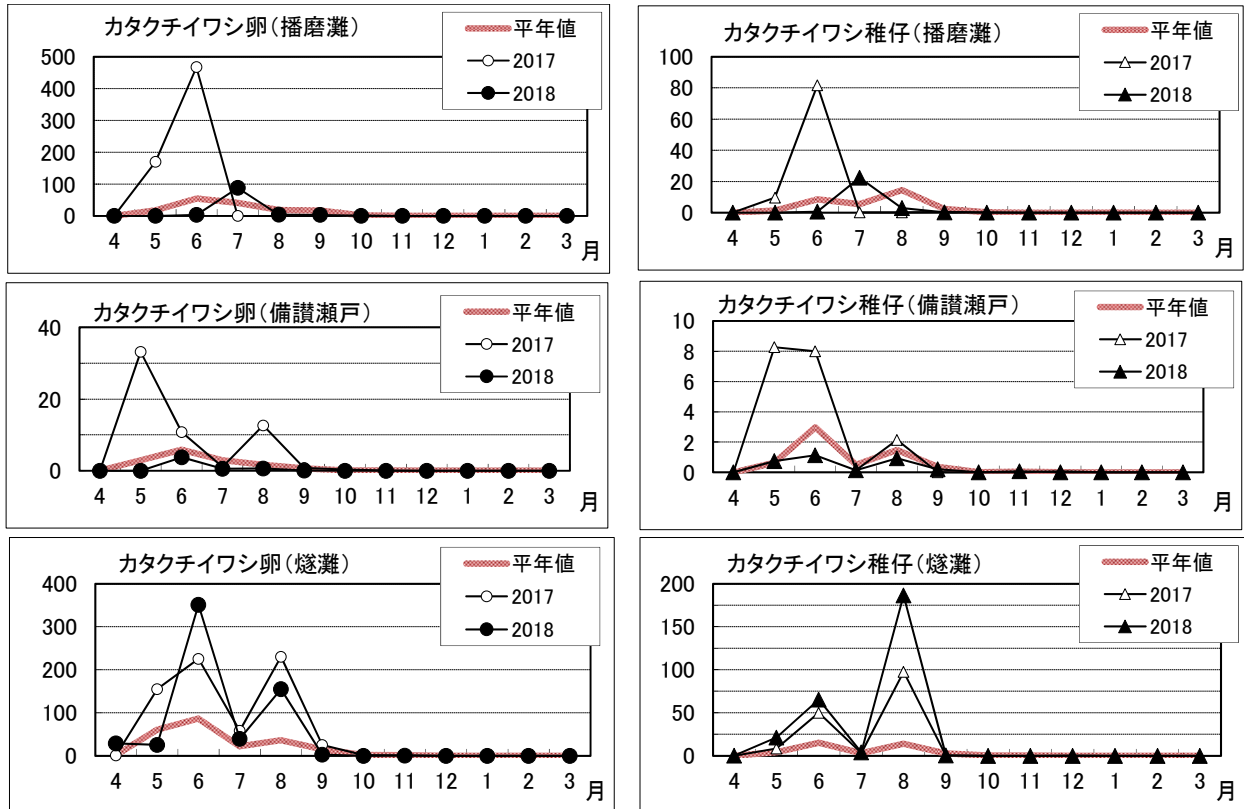 カタクチイワシ卵(播磨灘)
平年値
2017
2018
500
400
300
200
100
0
4 5 6 7 8 9 10 11 12 1 2 3 月
カタクチイワシ稚仔(播磨灘)
平年値
2017
2018
100
80
60
40
20
0
4 5 6 7 8 9 10 11 12 1 2 3 月
カタクチイワシ卵(備讃瀬戸)
平年値
2017
2018
40
20
0
4 5 6 7 8 9 10 11 12 1 2 3 月
カタクチイワシ稚仔(備讃瀬戸)
平年値
2017
2018
10
8
6
4
2
0
4 5 6 7 8 9 10 11 12 1 2 3 月
カタクチイワシ卵(燧灘)
平年値
2017
2018
400
300
200
100
0
4 5 6 7 8 9 10 11 12 1 2 3 月
カタクチイワシ稚仔(燧灘)
平年値
2017
2018
200
150
100
50
0
4 5 6 7 8 9 10 11 12 1 2 3 月